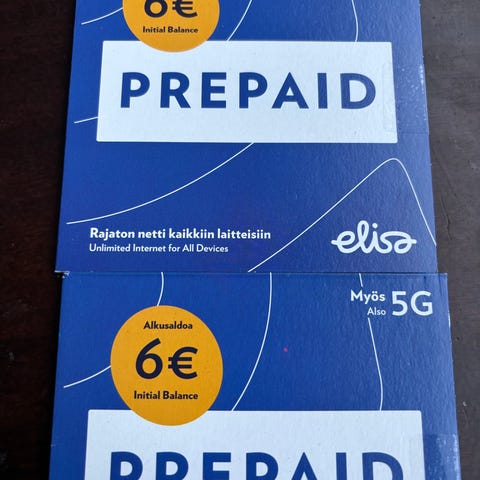 6€
Initial Balance
PREPAID
Rajaton netti kaikkiin laitteisiin
Unlimited Internet for All Devices
elisa
Myös
Also
5G
Alkusaldoa
6€
Initial Balance
PREPAID